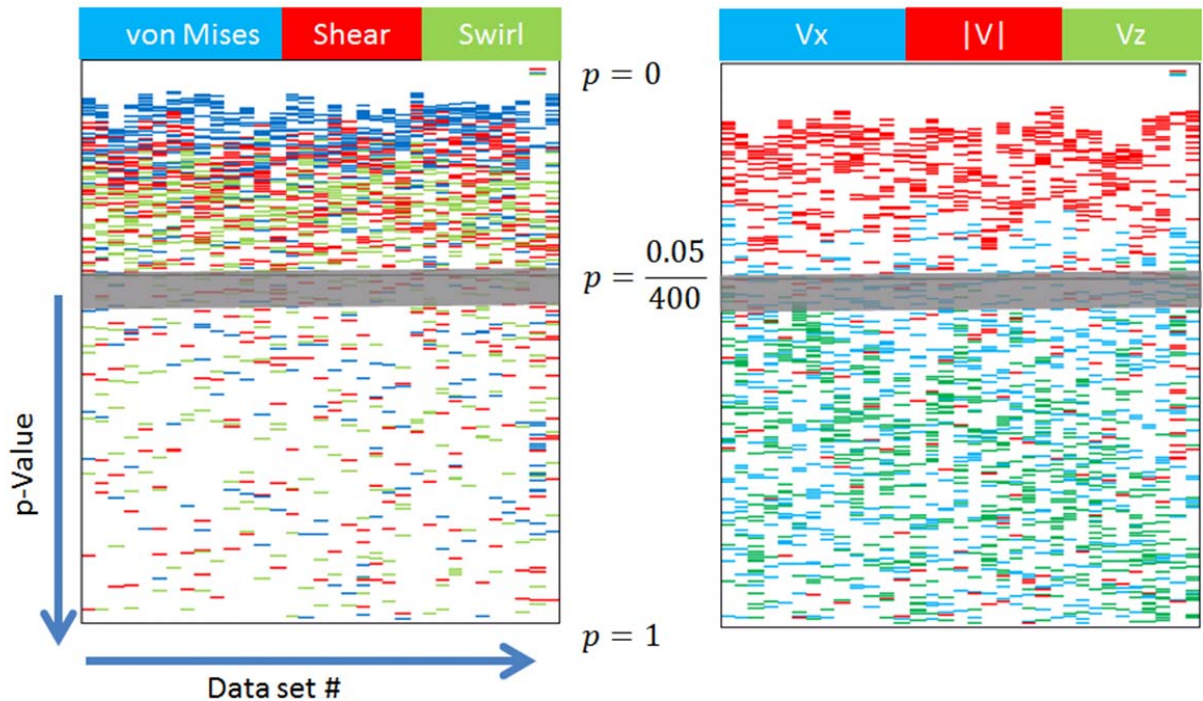 von Mises Shear Swirl
Vx |V| Vz
p = 0
p = 0.05/400
p = 1
p-Value
Data set #